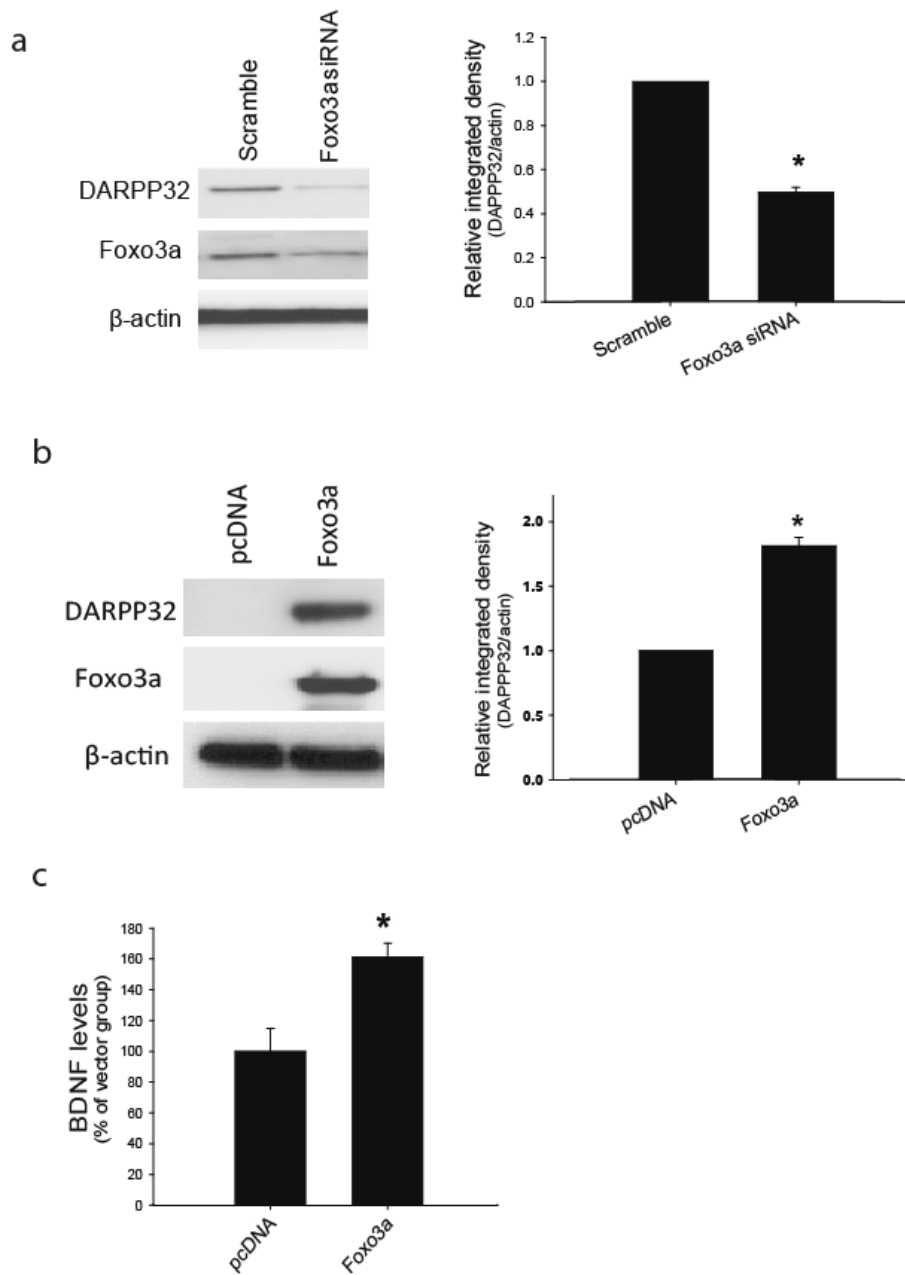 a
Scramble
Foxo3asiRNA
DARPP32
Foxo3a
β-actin
Relative integrated density
(DAPPP32/actin)
1.2
1.0
0.8
0.6
0.4
0.2
0.0
*
Scramble
Foxo3a siRNA
b
pcDNA
Foxo3a
DARPP32
Foxo3a
β-actin
Relative integrated density
(DAPPP32/actin)
2.0
1.5
1.0
0.5
0.0
*
pcDNA
Foxo3a
c
BDNF levels
(% of vector group)
180
160
140
120
100
80
60
40
20
0
*
pcDNA
Foxo3a